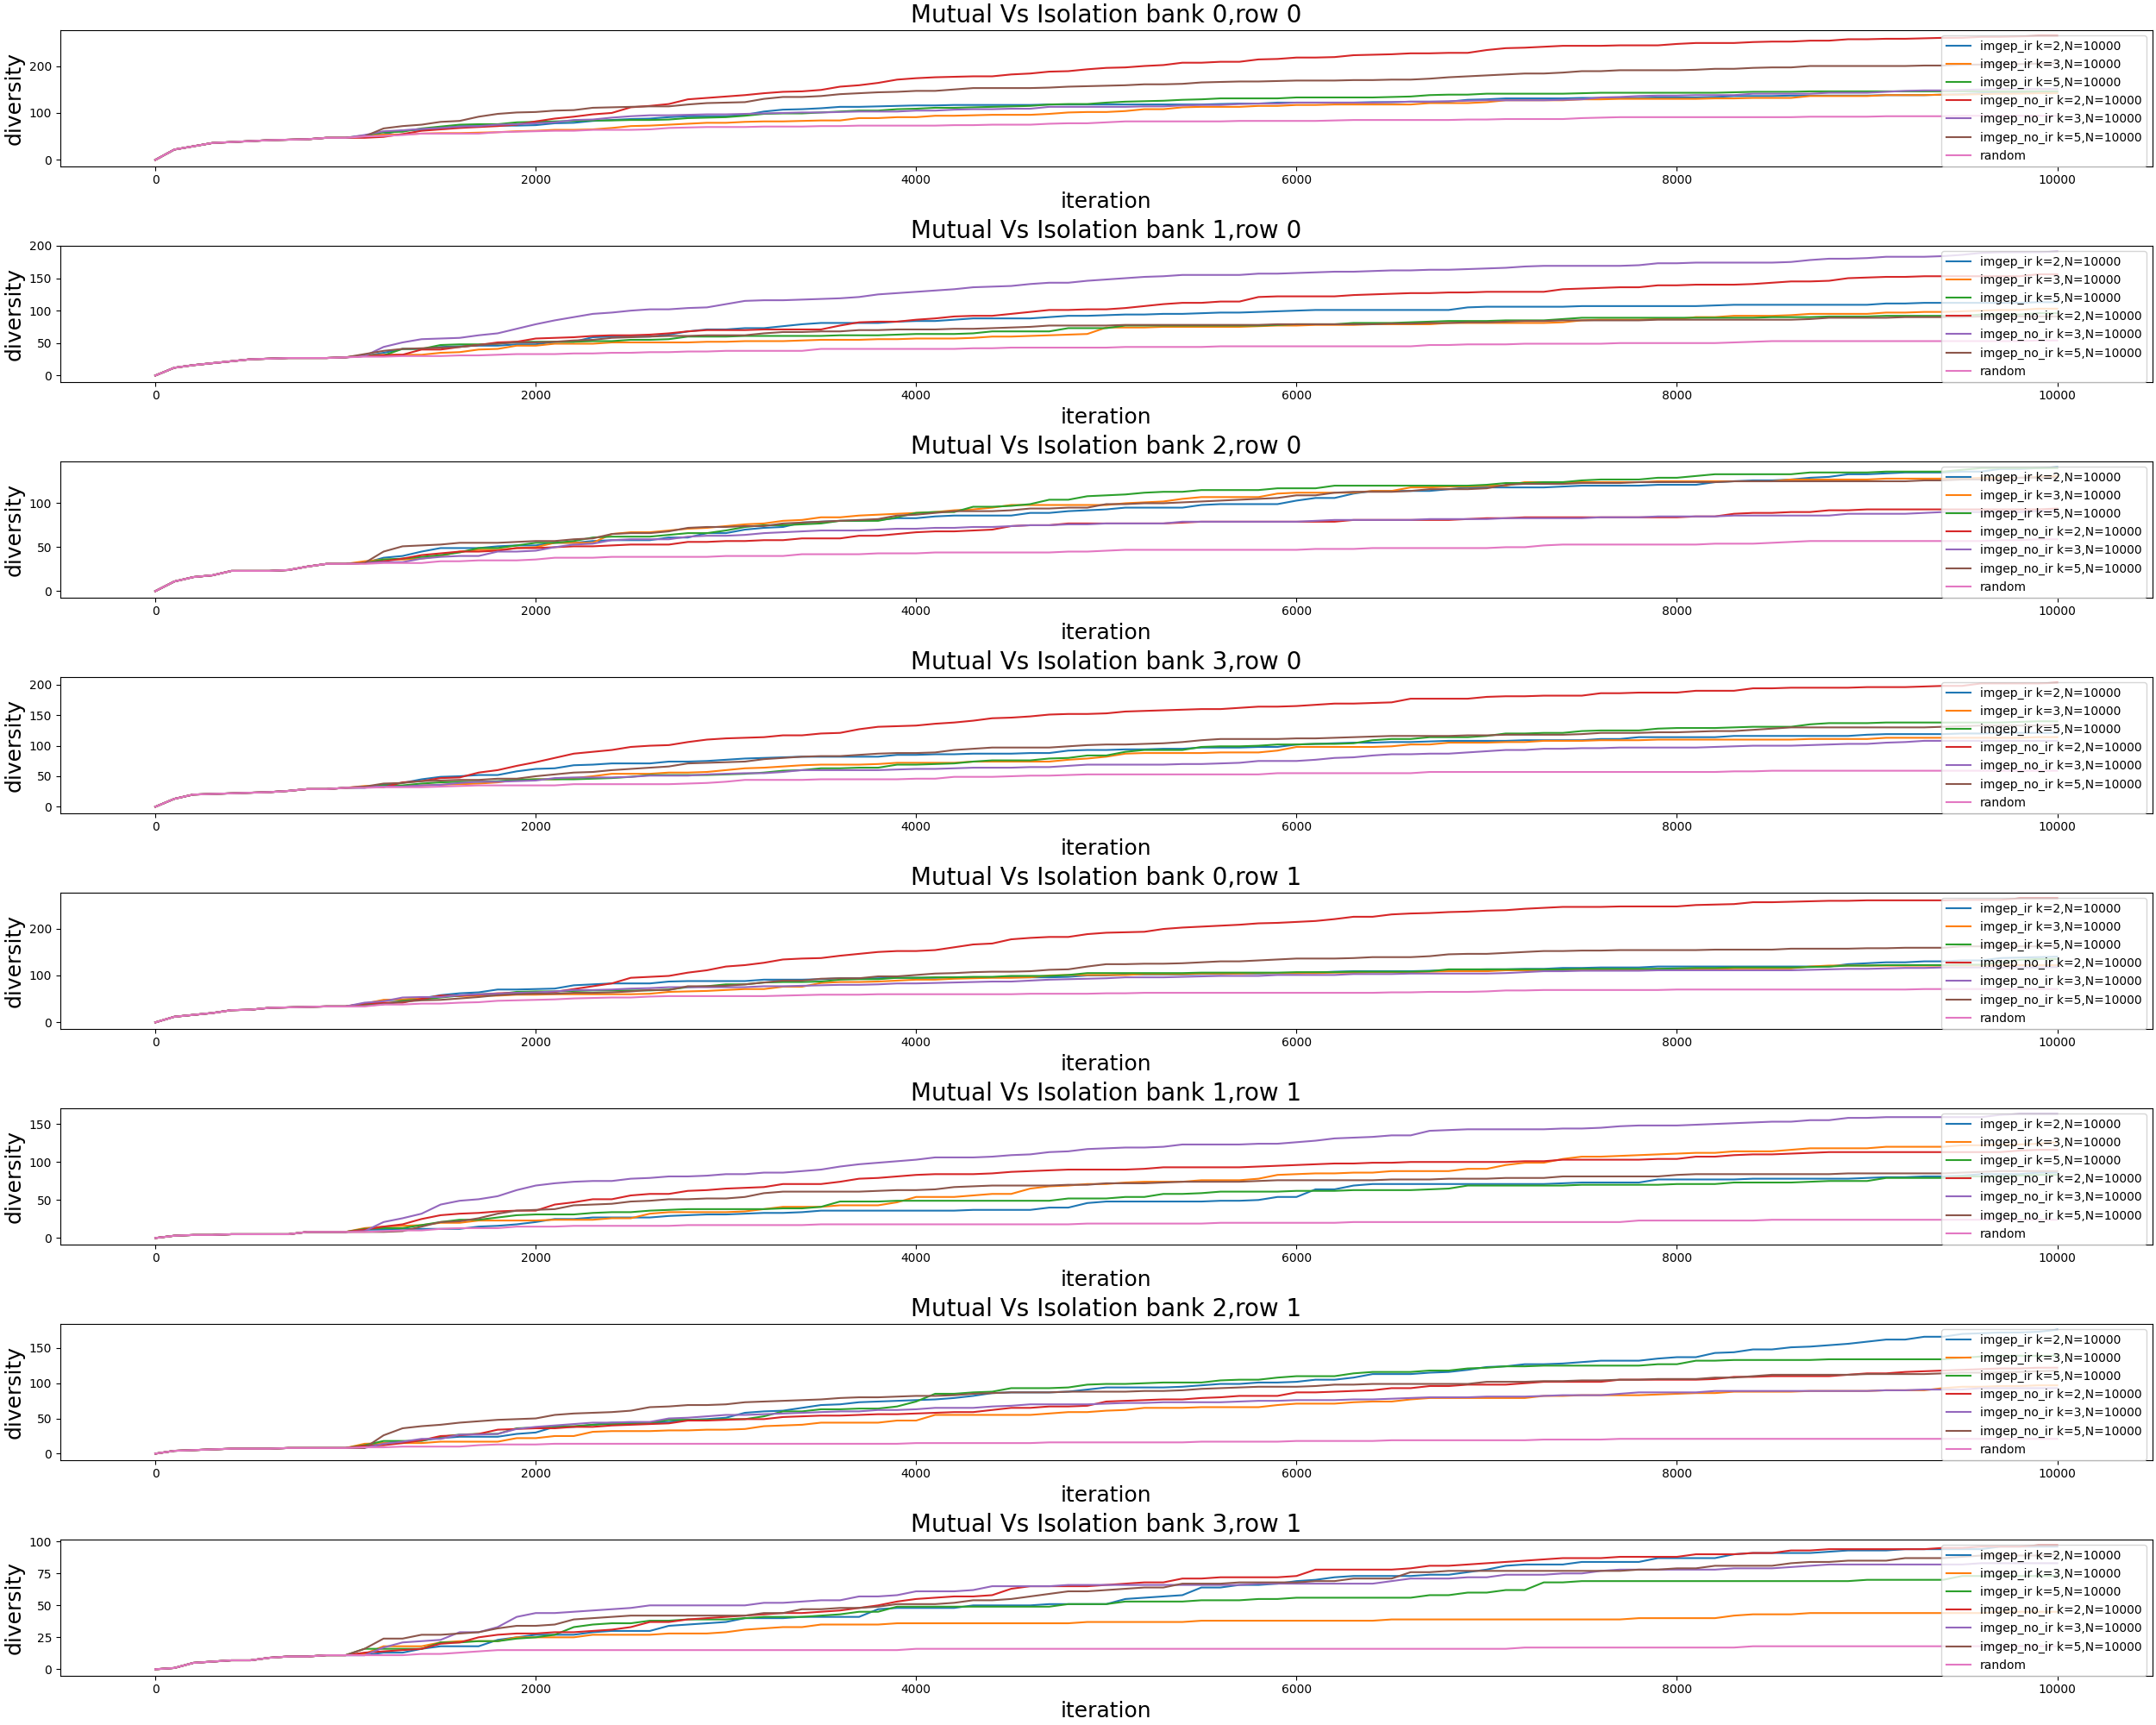 Mutual Vs Isolation bank 0,row 0
diversity
200
100
0
imgep_ir k=2,N=10000
imgep_ir k=3,N=10000
imgep_ir k=5,N=10000
imgep_no_ir k=2,N=10000
imgep_no_ir k=3,N=10000
imgep_no_ir k=5,N=10000
random
0 2000 4000 6000 8000 10000
iteration
Mutual Vs Isolation bank 1,row 0
diversity
200
150
100
50
0
imgep_ir k=2,N=10000
imgep_ir k=3,N=10000
imgep_ir k=5,N=10000
imgep_no_ir k=2,N=10000
imgep_no_ir k=3,N=10000
imgep_no_ir k=5,N=10000
random
0 2000 4000 6000 8000 10000
iteration
Mutual Vs Isolation bank 2,row 0
diversity
100
50
0
imgep_ir k=2,N=10000
imgep_ir k=3,N=10000
imgep_ir k=5,N=10000
imgep_no_ir k=2,N=10000
imgep_no_ir k=3,N=10000
imgep_no_ir k=5,N=10000
random
0 2000 4000 6000 8000 10000
iteration
Mutual Vs Isolation bank 3,row 0
diversity
200
150
100
50
0
imgep_ir k=2,N=10000
imgep_ir k=3,N=10000
imgep_ir k=5,N=10000
imgep_no_ir k=2,N=10000
imgep_no_ir k=3,N=10000
imgep_no_ir k=5,N=10000
random
0 2000 4000 6000 8000 10000
iteration
Mutual Vs Isolation bank 0,row 1
diversity
200
100
0
imgep_ir k=2,N=10000
imgep_ir k=3,N=10000
imgep_ir k=5,N=10000
imgep_no_ir k=2,N=10000
imgep_no_ir k=3,N=10000
imgep_no_ir k=5,N=10000
random
0 2000 4000 6000 8000 10000
iteration
Mutual Vs Isolation bank 1,row 1
diversity
150
100
50
0
imgep_ir k=2,N=10000
imgep_ir k=3,N=10000
imgep_ir k=5,N=10000
imgep_no_ir k=2,N=10000
imgep_no_ir k=3,N=10000
imgep_no_ir k=5,N=10000
random
0 2000 4000 6000 8000 10000
iteration
Mutual Vs Isolation bank 2,row 1
diversity
150
100
50
0
imgep_ir k=2,N=10000
imgep_ir k=3,N=10000
imgep_ir k=5,N=10000
imgep_no_ir k=2,N=10000
imgep_no_ir k=3,N=10000
imgep_no_ir k=5,N=10000
random
0 2000 4000 6000 8000 10000
iteration
Mutual Vs Isolation bank 3,row 1
diversity
100
75
50
25
0
imgep_ir k=2,N=10000
imgep_ir k=3,N=10000
imgep_ir k=5,N=10000
imgep_no_ir k=2,N=10000
imgep_no_ir k=3,N=10000
imgep_no_ir k=5,N=10000
random
0 2000 4000 6000 8000 10000
iteration